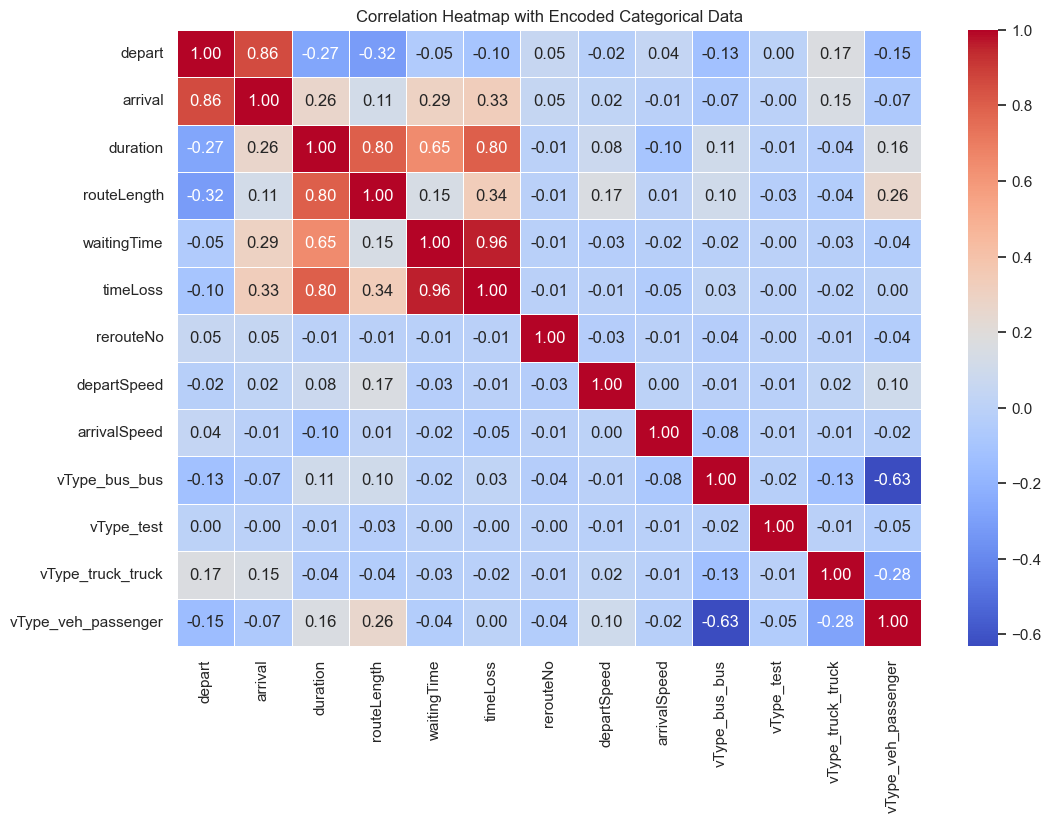 Correlation Heatmap with Encoded Categorical Data
depart 1.00 0.86 -0.27 -0.32 -0.05 -0.10 0.05 -0.02 0.04 -0.13 0.00 0.17 -0.15
arrival 0.86 1.00 0.26 0.11 0.29 0.33 0.05 0.02 -0.01 -0.07 -0.00 0.15 -0.07
duration -0.27 0.26 1.00 0.80 0.65 0.80 -0.01 0.08 -0.10 0.11 -0.01 -0.04 0.16
routeLength -0.32 0.11 0.80 1.00 0.15 0.34 -0.01 0.17 0.01 0.10 -0.03 -0.04 0.26
waitingTime -0.05 0.29 0.65 0.15 1.00 0.96 -0.01 -0.03 -0.02 -0.02 -0.00 -0.03 -0.04
timeLoss -0.10 0.33 0.80 0.34 0.96 1.00 -0.01 -0.01 -0.05 0.03 -0.00 -0.02 0.00
rerouteNo 0.05 0.05 -0.01 -0.01 -0.01 -0.01 1.00 -0.03 -0.01 -0.04 -0.00 -0.01 -0.04
departSpeed -0.02 0.02 0.08 0.17 -0.03 -0.01 -0.03 1.00 0.00 -0.01 -0.01 0.02 0.10
arrivalSpeed 0.04 -0.01 -0.10 0.01 -0.02 -0.05 -0.01 0.00 1.00 -0.08 -0.01 -0.01 -0.02
vType_bus_bus -0.13 -0.07 0.11 0.10 -0.02 0.03 -0.04 -0.01 -0.08 1.00 -0.02 -0.13 -0.63
vType_test 0.00 -0.00 -0.01 -0.03 -0.00 -0.00 -0.00 -0.01 -0.01 -0.02 1.00 -0.01 -0.05
vType_truck_truck 0.17 0.15 -0.04 -0.04 -0.03 -0.02 -0.01 0.02 -0.01 -0.13 -0.01 1.00 -0.28
vType_veh_passenger -0.15 -0.07 0.16 0.26 -0.04 0.00 -0.04 0.10 -0.02 -0.63 -0.05 -0.28 1.00
depart
arrival
duration
routeLength
waitingTime
timeLoss
rerouteNo
departSpeed
arrivalSpeed
vType_bus_bus
vType_test
vType_truck_truck
vType_veh_passenger
1.0
0.8
0.6
0.4
0.2
0.0
−0.2
−0.4
−0.6